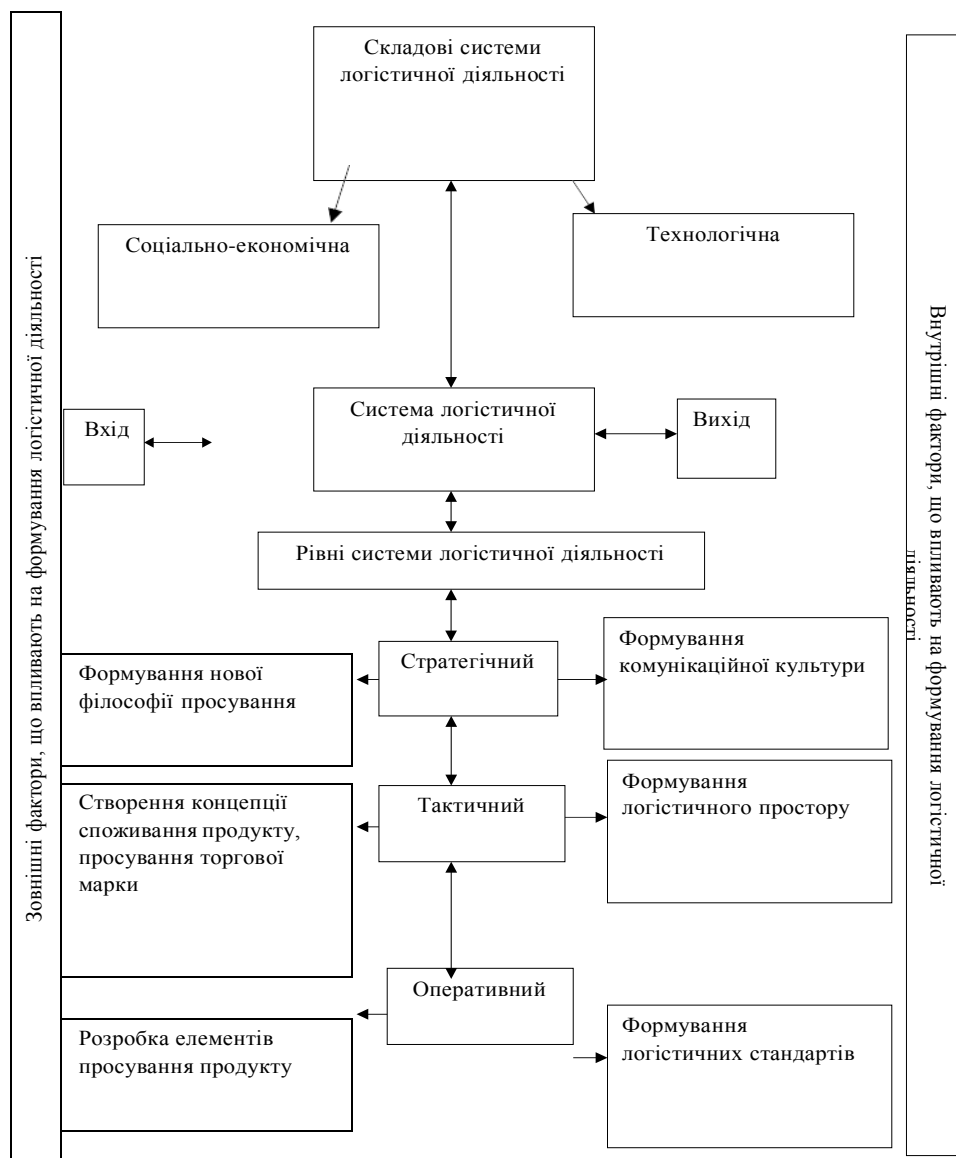 Складові системи
логістичної діяльності
Соціально-економічна
Технологічна
Зовнішні фактори, що впливають на формування логістичної діяльності
Внутрішні фактори, що впливають на формування логістичної
діяльності
Вхід
Система логістичної
діяльності
Вихід
Рівні системи логістичної діяльності
Формування нової
філософії просування
Стратегічний
Формування
комунікаційної культури
Створення концепції
споживання продукту,
просування торгової
марки
Тактичний
Формування
логістичного простору
Оперативний
Розробка елементів
просування продукту
Формування
логістичних стандартів